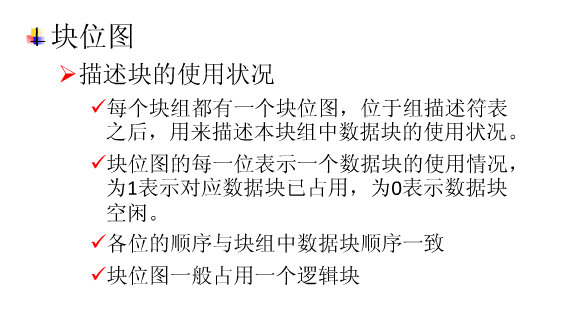 块位图
描述块的使用状况
每个块组都有一个块位图，位于组描述符表
之后，用来描述本块组中数据块的使用状况。
块位图的每一位表示一个数据块的使用情况，
为1表示对应数据块已占用，为0表示数据块
空闲。
各位的顺序与块组中数据块顺序一致
块位图一般占用一个逻辑块